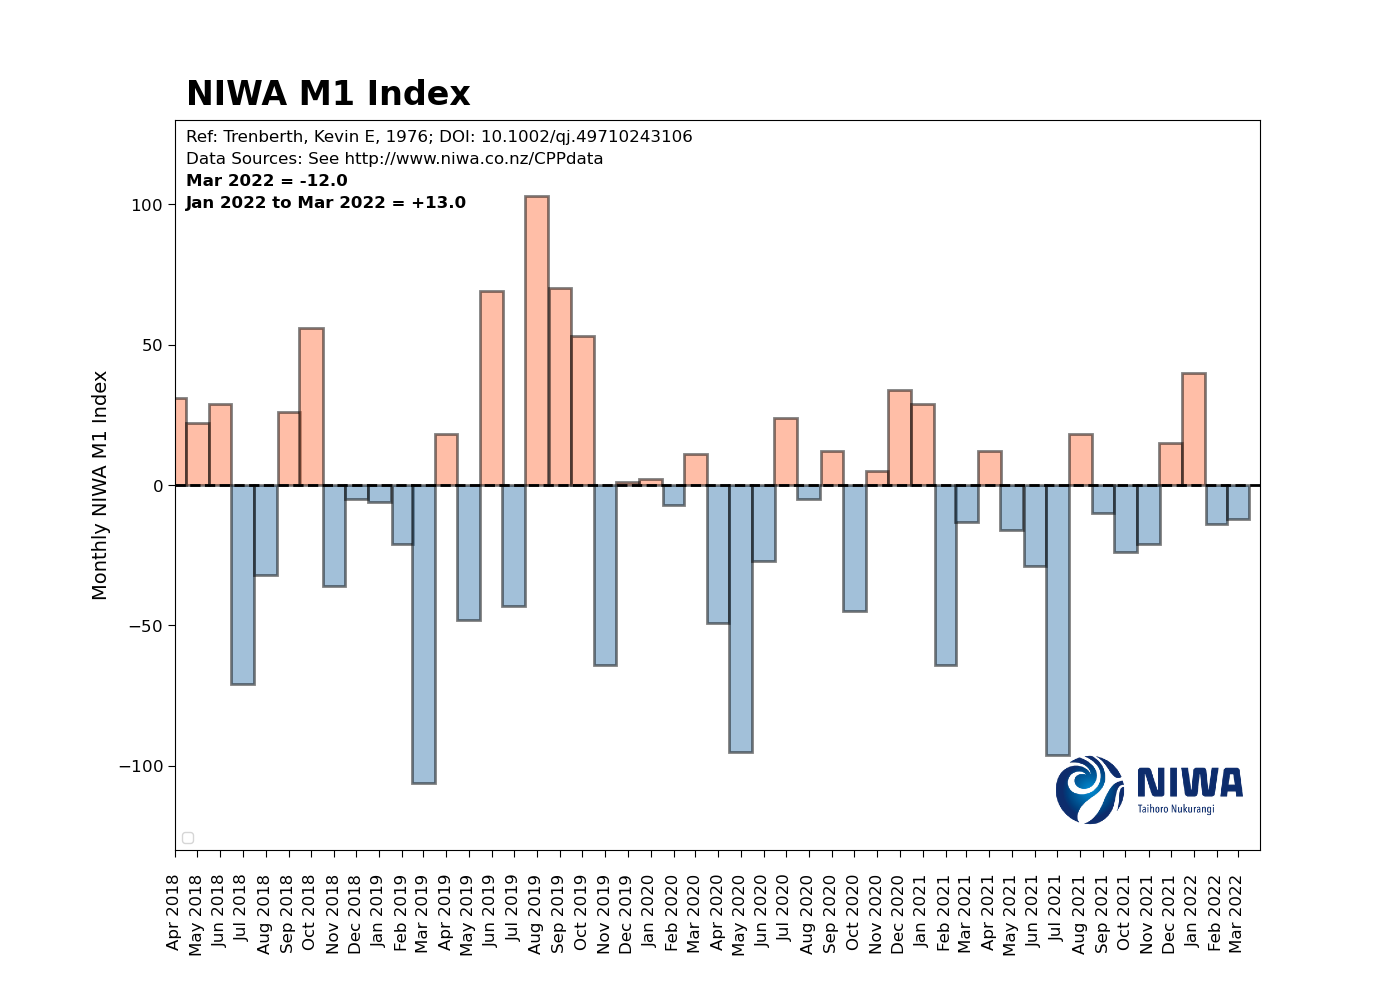 NIWA M1 Index
Ref: Trenberth, Kevin E, 1976; DOI: 10.1002/qj.49710243106
Data Sources: See http://www.niwa.co.nz/CPPdata
Mar 2022 = -12.0
Jan 2022 to Mar 2022 = +13.0
Monthly NIWA M1 Index
100
50
0
−50
−100
NIWA
Taihoro Nukurangi
Apr 2018
May 2018
Jun 2018
Jul 2018
Aug 2018
Sep 2018
Oct 2018
Nov 2018
Dec 2018
Jan 2019
Feb 2019
Mar 2019
Apr 2019
May 2019
Jun 2019
Jul 2019
Aug 2019
Sep 2019
Oct 2019
Nov 2019
Dec 2019
Jan 2020
Feb 2020
Mar 2020
Apr 2020
May 2020
Jun 2020
Jul 2020
Aug 2020
Sep 2020
Oct 2020
Nov 2020
Dec 2020
Jan 2021
Feb 2021
Mar 2021
Apr 2021
May 2021
Jun 2021
Jul 2021
Aug 2021
Sep 2021
Oct 2021
Nov 2021
Dec 2021
Jan 2022
Feb 2022
Mar 2022